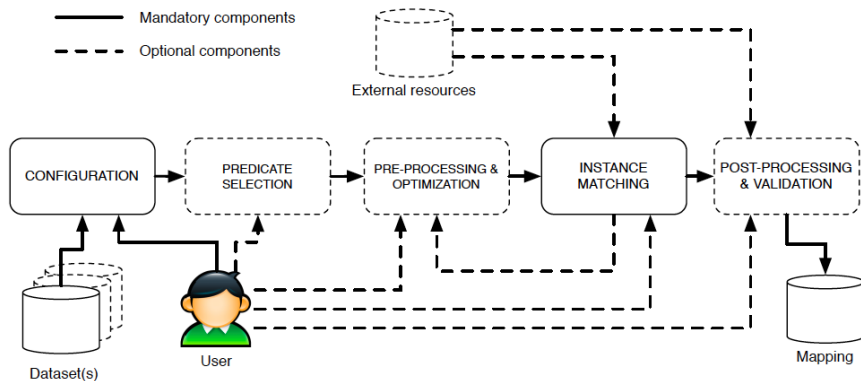 Mandatory components
Optional components
External resources
CONFIGURATION
PREDICATE
SELECTION
PRE-PROCESSING &
OPTIMIZATION
INSTANCE
MATCHING
POST-PROCESSING
& VALIDATION
Dataset(s)
User
Mapping